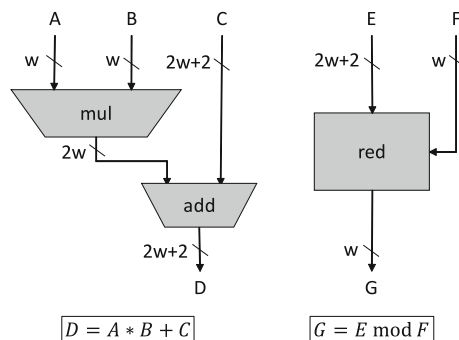 A B C E F
w w 2w+2 2w+2 w
mul
red
2w
add
2w+2 w
D G
D = A * B + C
G = E mod F